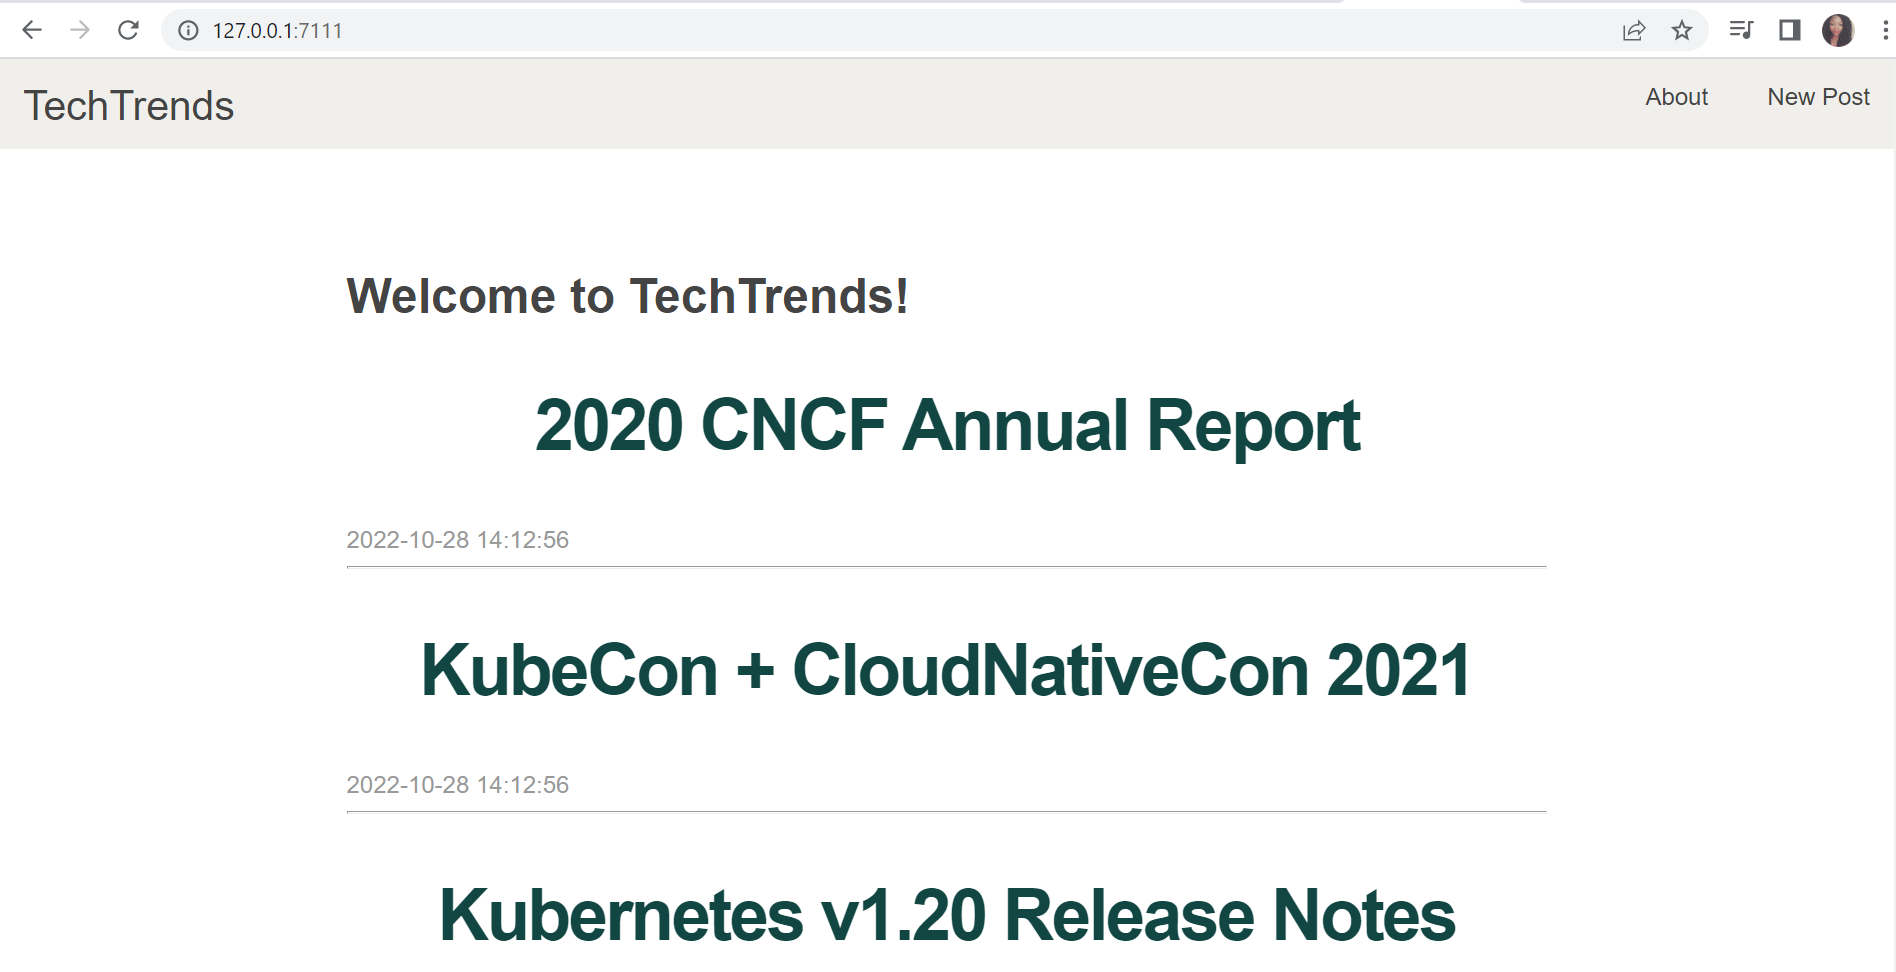 127.0.0.1:7111
TechTrends
About
New Post
Welcome to TechTrends!
2020 CNCF Annual Report
2022-10-28 14:12:56
KubeCon + CloudNativeCon 2021
2022-10-28 14:12:56
Kubernetes v1.20 Release Notes